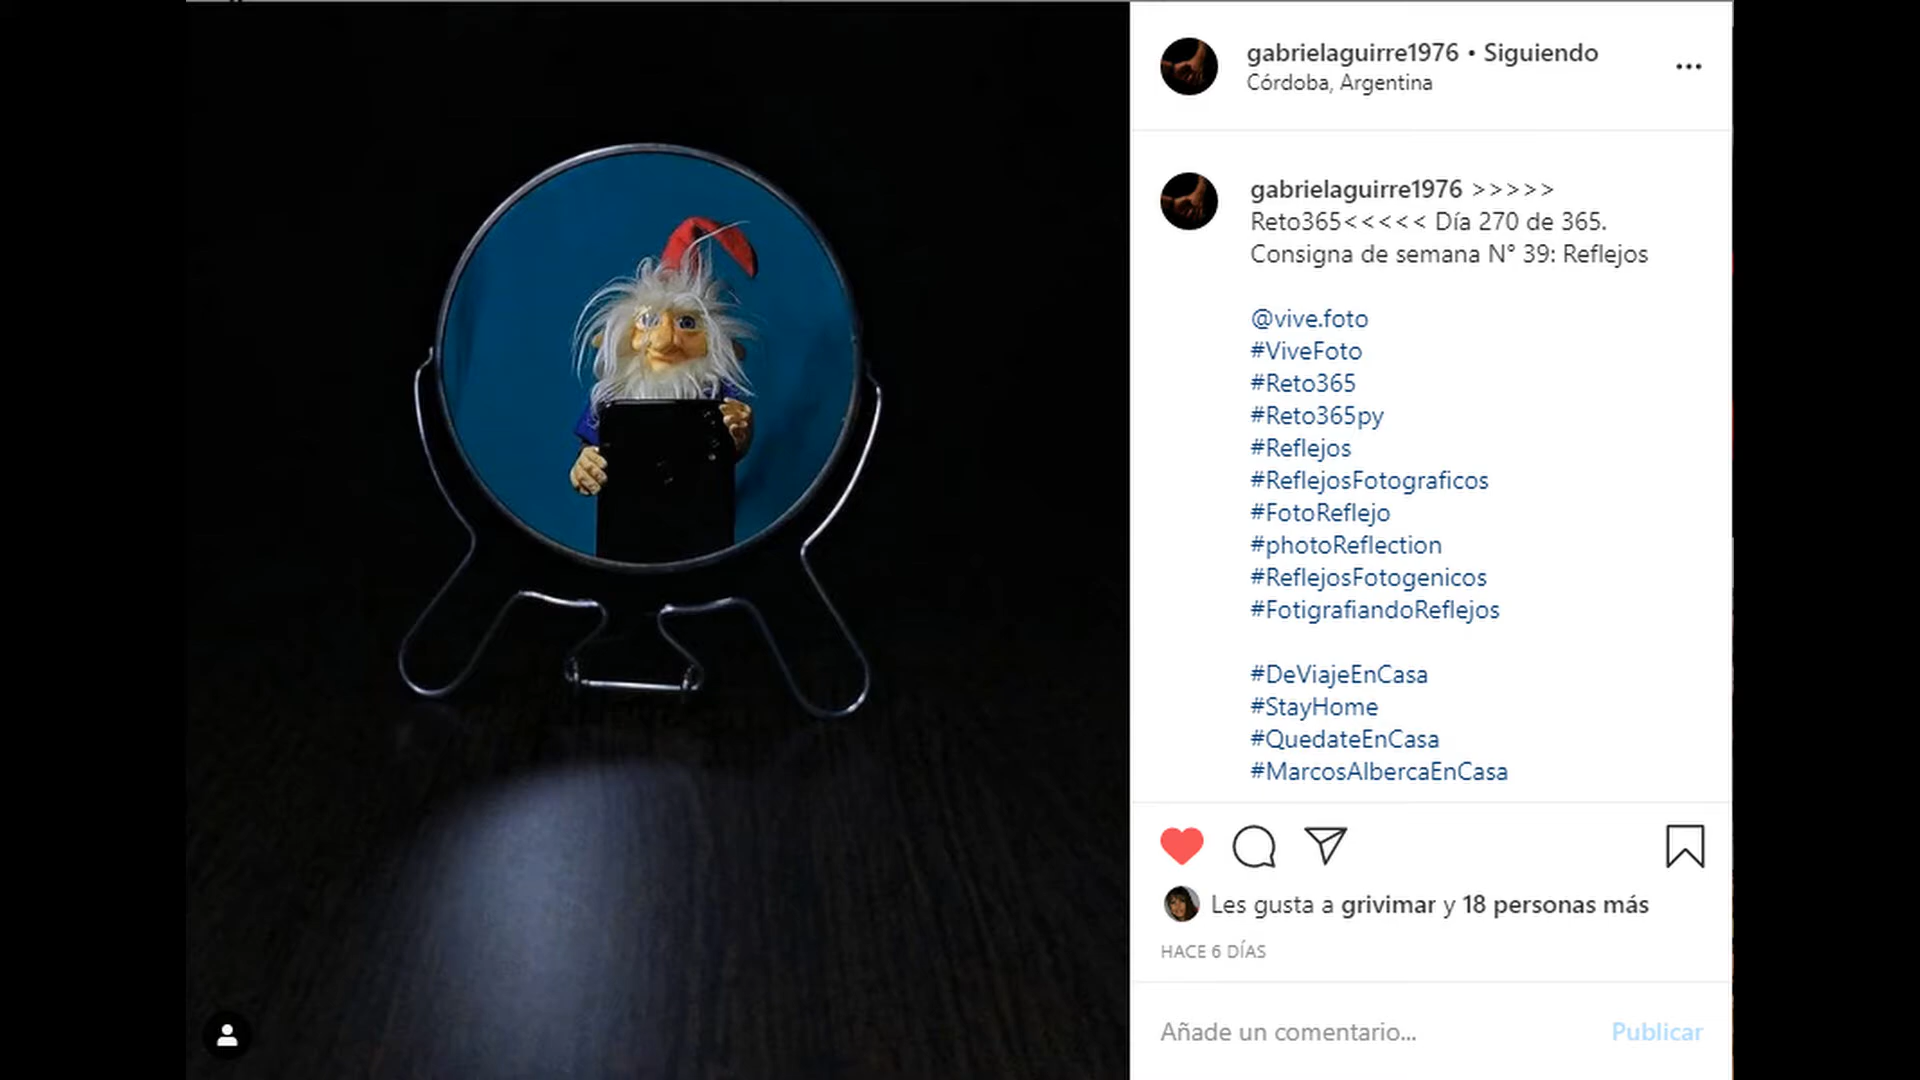 gabrielaguirre1976 • Siguiendo
Córdoba, Argentina
gabrielaguirre1976 >>>>>
Reto365<<<<< Día 270 de 365.
Consigna de semana N° 39: Reflejos
@vive.foto
#ViveFoto
#Reto365
#Reto365py
#Reflejos
#ReflejosFotograficos
#FotoReflejo
#photoReflection
#ReflejosFotogenicos
#FotigrafiandoReflejos
#DeViajeEnCasa
#StayHome
#QuedateEnCasa
#MarcosAlbercaEnCasa
Les gusta a grivimar y 18 personas más
HACE 6 DÍAS
Añade un comentario... Publicar